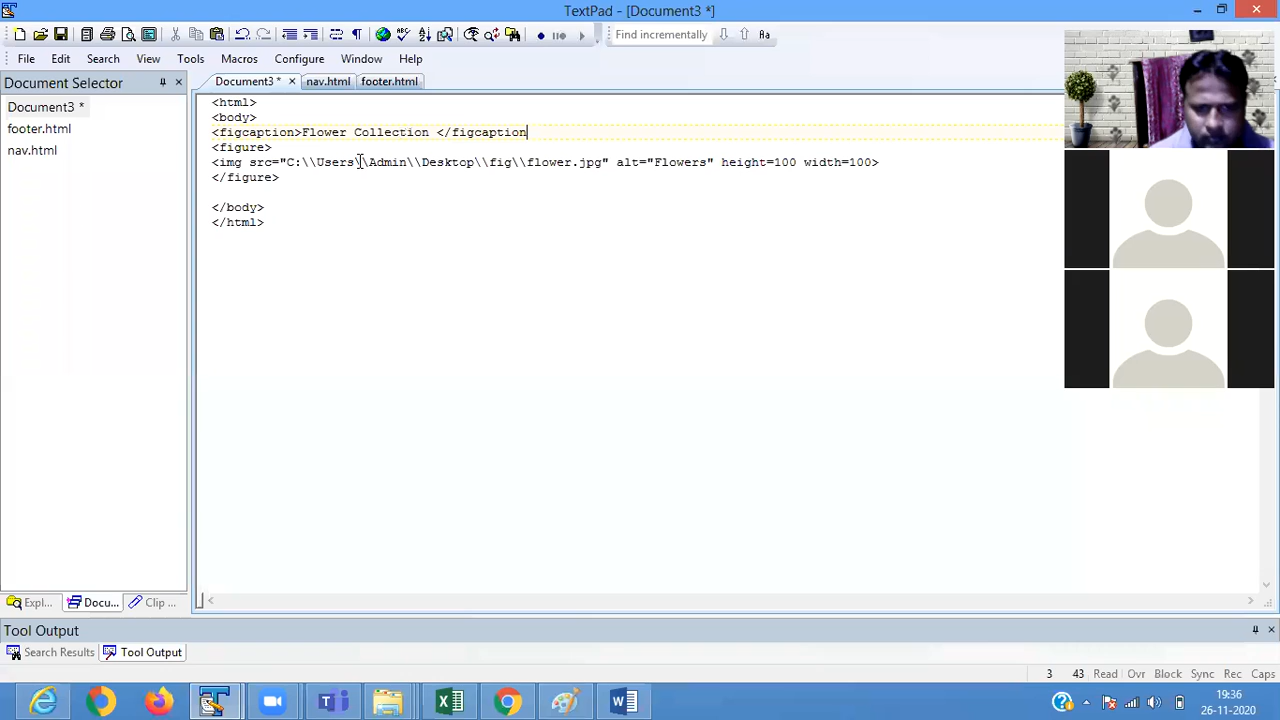 TextPad - [Document3 *]
Find incrementally
File Edit Search View Tools Macros Configure Window Help
Document Selector
Document3 * nav.html footer.html
Document3 *
footer.html
nav.html
<html>
<body>
<figcaption>Flower Collection </figcaption
<figure>
<img src="C:\\Users\\Admin\\Desktop\\fig\\flower.jpg" alt="Flowers" height=100 width=100>
</figure>
</body>
</html>
Expl... Docu... Clip ...
Tool Output
Search Results Tool Output
3 43 Read Ovr Block Sync Rec Caps
19:36
26-11-2020